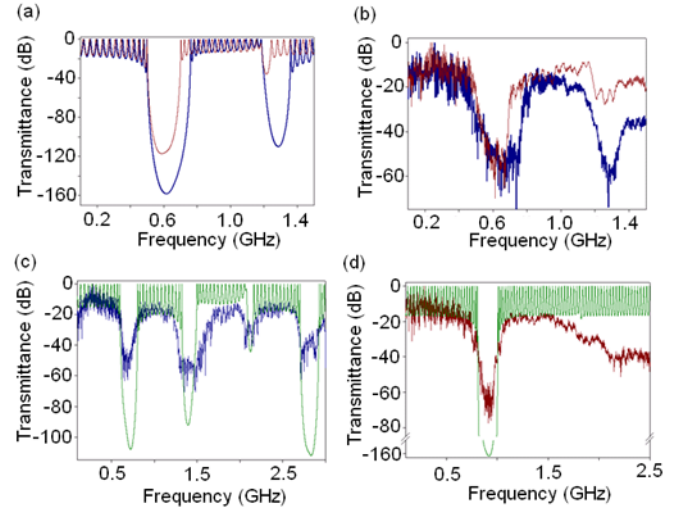 (a)
0
-40
-80
-120
-160
Transmittance (dB)
0.2 0.6 1.0 1.4
Frequency (GHz)
(b)
0
-20
-40
-60
Transmittance (dB)
0.6 1.0 1.4
Frequency (GHz)
(c)
0
-20
-40
-60
-80
-100
Transmittance (dB)
0.5 1.5 2.5
Frequency (GHz)
(d)
0
-20
-40
-60
-80
-160
Transmittance (dB)
0.5 1.5 2.5
Frequency (GHz)